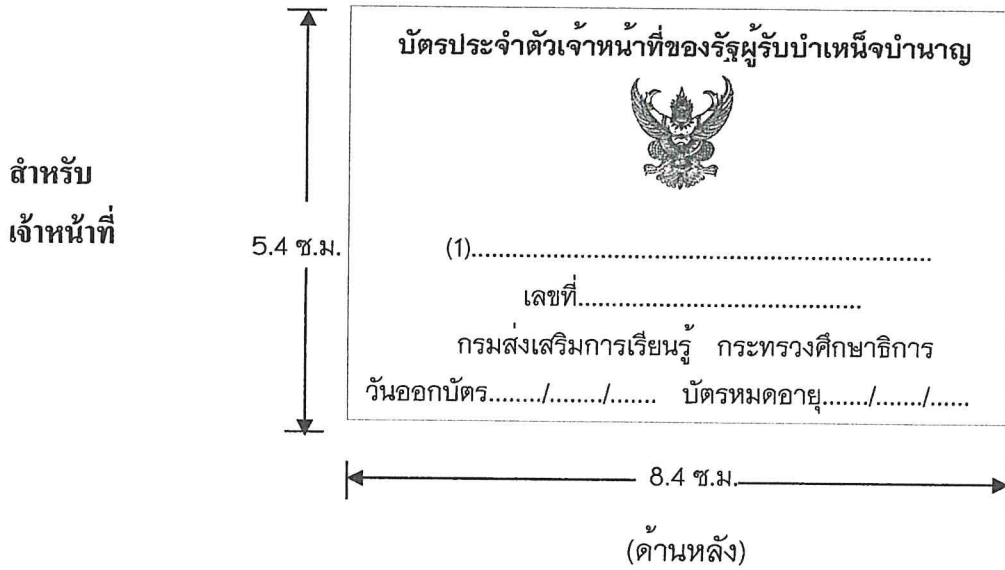 บัตรประจำตัวเจ้าหน้าที่ของรัฐผู้รับบำเหน็จบำนาญ
สำหรับ
เจ้าหน้าที่
5.4 ซ.ม.
(1)....................................................................
เลขที่..........................................
กรมส่งเสริมการเรียนรู้ กระทรวงศึกษาธิการ
วันออกบัตร......../......../....... บัตรหมดอายุ......./......./......
8.4 ซ.ม.
(ด้านหลัง)